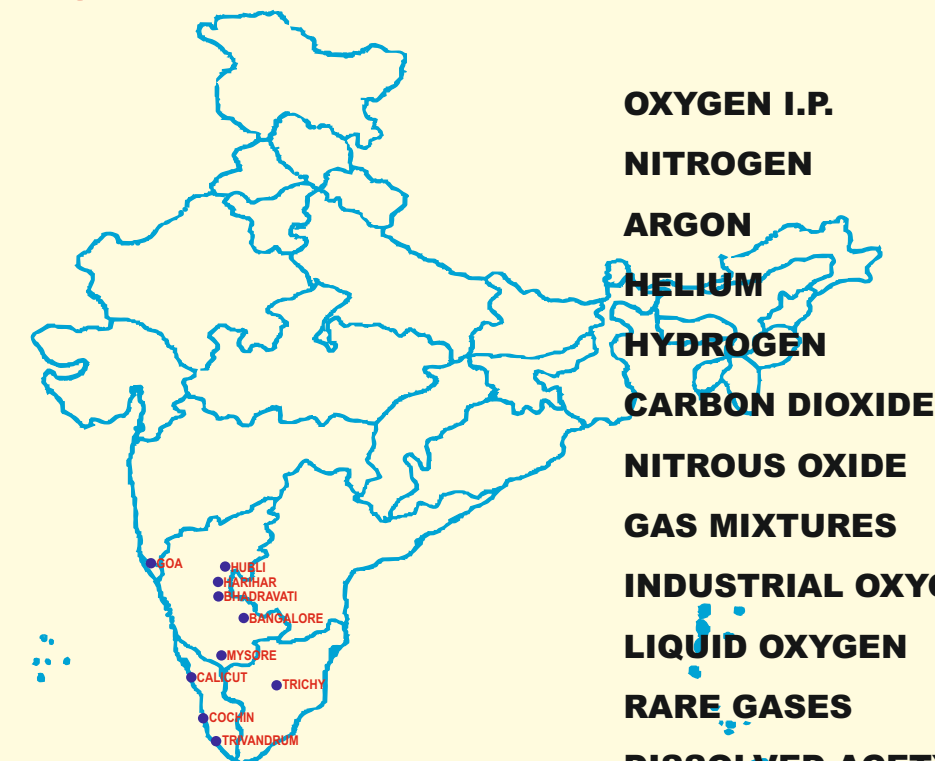 OXYGEN I.P.
NITROGEN
ARGON
HELIUM
HYDROGEN
CARBON DIOXIDE
NITROUS OXIDE
GAS MIXTURES
INDUSTRIAL
LIQUID OXYGEN
RARE GASES
GOA
HUBLI
HARIHAR
BHADRAVATI
BANGALORE
MYSORE
CALICUT
TRICHY
COCHIN
TRIVANDRUM